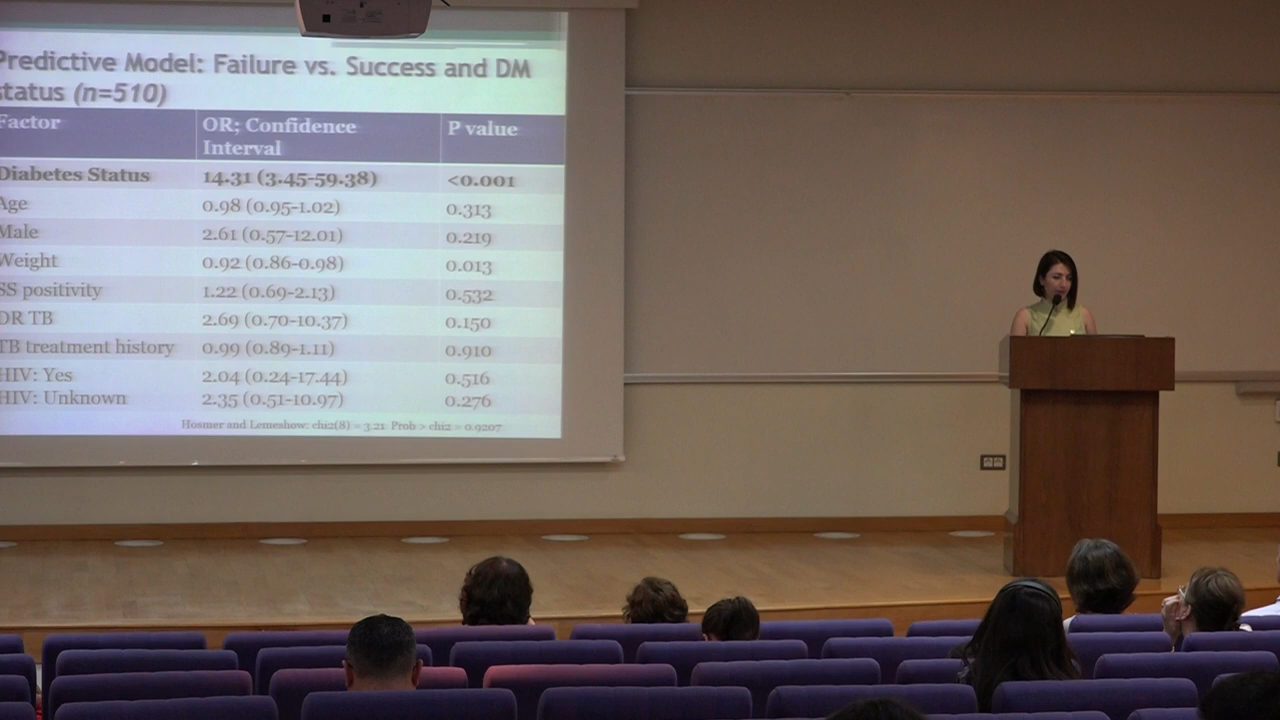 Predictive Model: Failure vs. Success and DM
status (n=510)
Factor OR; Confidence Interval P value
Diabetes Status 14.31 (3.45-59.38) <0.001
Age 0.98 (0.95-1.02) 0.313
Male 2.61 (0.57-12.01) 0.219
Weight 0.92 (0.86-0.98) 0.013
SS positivity 1.22 (0.69-2.13) 0.532
DR TB 2.69 (0.70-10.37) 0.150
TB treatment history 0.99 (0.89-1.11) 0.910
HIV: Yes 2.04 (0.24-17.44) 0.516
HIV: Unknown 2.35 (0.51-10.97) 0.276
Hosmer and Lemeshow: chi2(8) = 3.21 Prob > chi2 = 0.9207